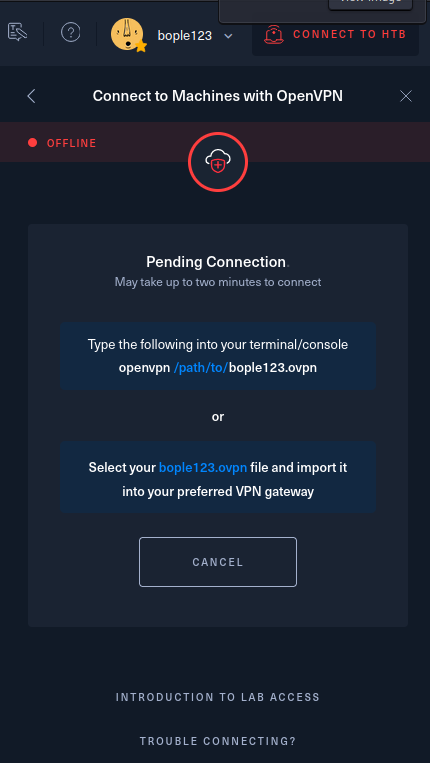 View Image
bople123
CONNECT TO HTB
Connect to Machines with OpenVPN
OFFLINE
Pending Connection.
May take up to two minutes to connect
Type the following into your terminal/console
openvpn /path/to/bople123.ovpn
or
Select your bople123.ovpn file and import it
into your preferred VPN gateway
CANCEL
INTRODUCTION TO LAB ACCESS
TROUBLE CONNECTING?